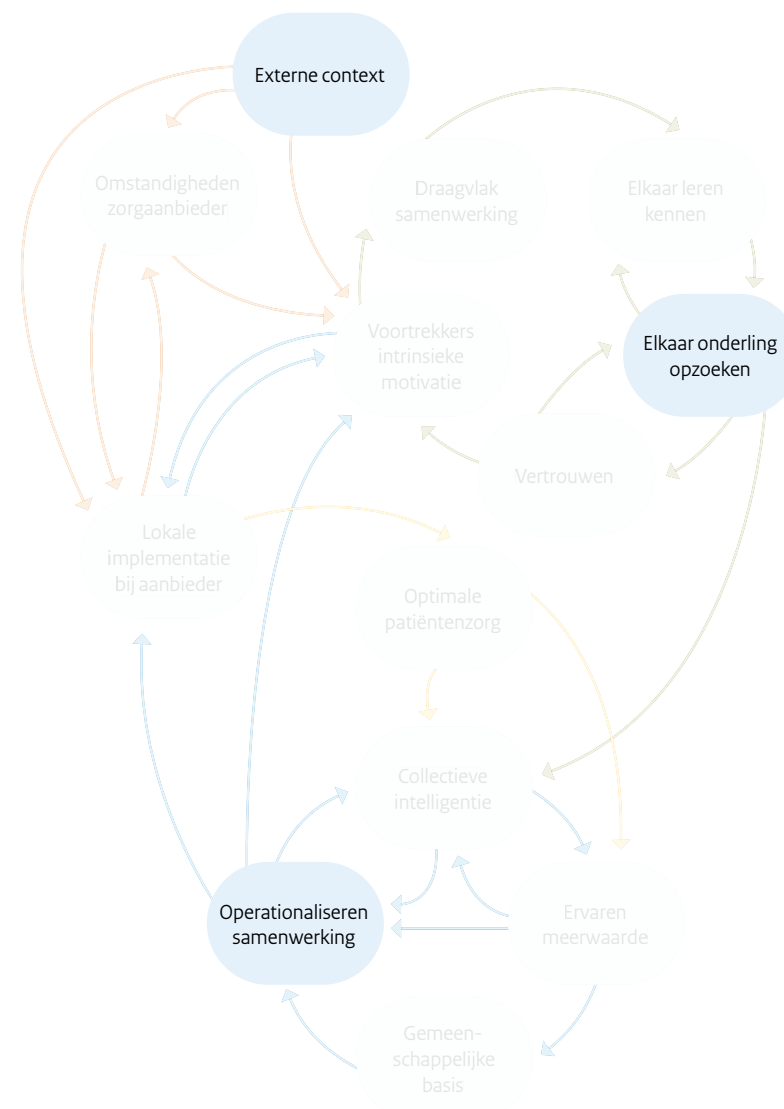 Externe context
Omstandigheden
zorgaanbieder
Draagvlak
samenwerking
Elkaar leren
kennen
Voortrekkers
intrinsieke
motivatie
Elkaar onderling
opzoeken
Vertrouwen
Lokale
implementatie
bij aanbieder
Optimale
patiëntenzorg
Collectieve
intelligentie
Operationaliseren
samenwerking
Ervaren
meerwaarde
Gemeen-
schappelijke
basis